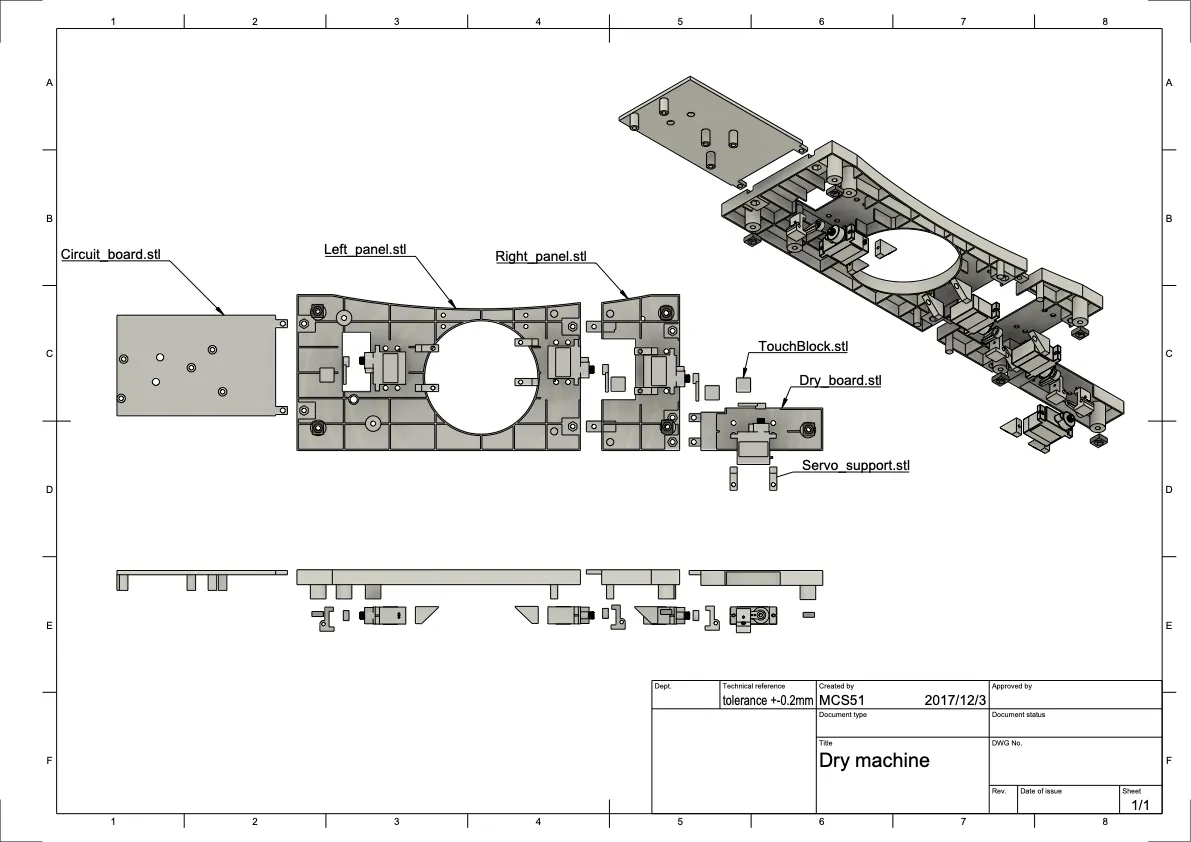 1 2 3 4 5 6 7 8
A A
B B
Circuit_board.stl
Left_panel.stl
Right_panel.stl
C C
TouchBlock.stl
Dry_board.stl
Servo_support.stl
D D
E E
Dept. Technical reference Created by Approved by
tolerance +-0.2mm MCS51 2017/12/3
Document type Document status
Title DWG No.
Dry machine
F F
Rev. Date of issue Sheet
1/1
1 2 3 4 5 6 7 8